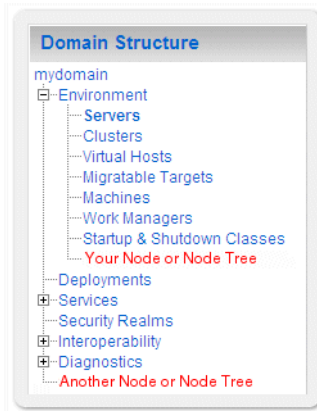 Domain Structure
mydomain
Environment
Servers
Clusters
Virtual Hosts
Migratable Targets
Machines
Work Managers
Startup & Shutdown Classes
Your Node or Node Tree
Deployments
Services
Security Realms
Interoperability
Diagnostics
Another Node or Node Tree